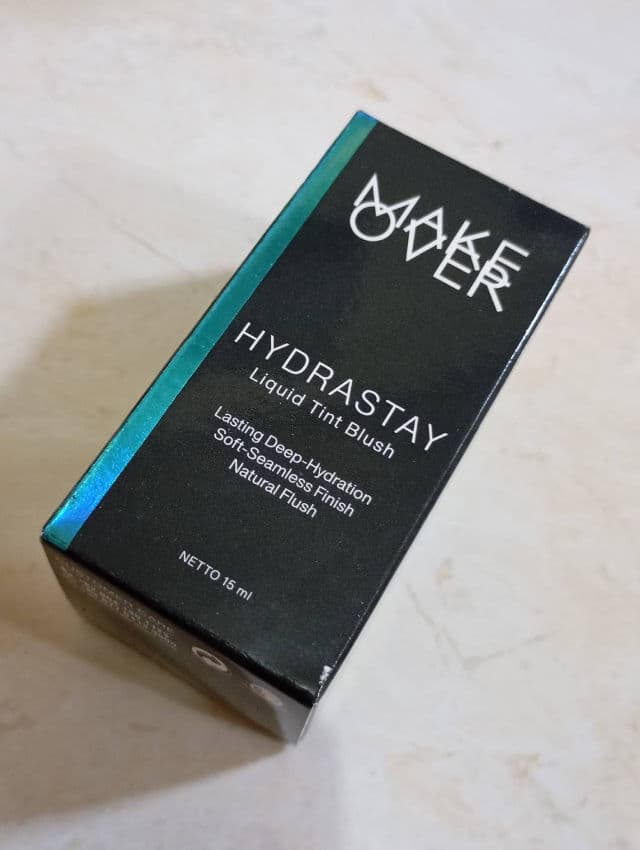 MAKE
OVER
HYDRASTAY
Liquid Tint Blush
Lasting Deep-Hydration
Soft-Seamless Finish
Natural Flush
NETTO 15 ml